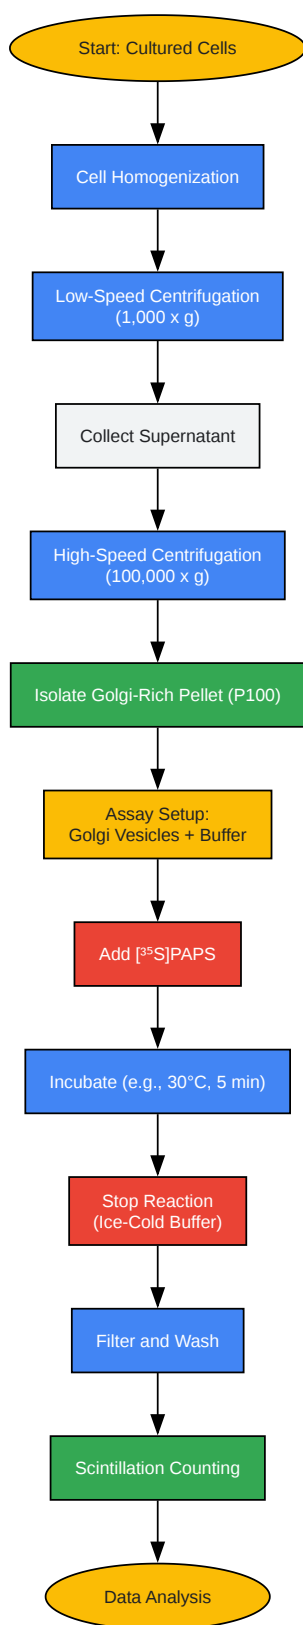 Start: Cultured Cells
Cell Homogenization
Low-Speed Centrifugation
(1,000 x g)
Collect Supernatant
High-Speed Centrifugation
(100,000 x g)
Isolate Golgi-Rich Pellet (P100)
Assay Setup:
Golgi Vesicles + Buffer
Add [³⁵S]PAPS
Incubate (e.g., 30°C, 5 min)
Stop Reaction
(Ice-Cold Buffer)
Filter and Wash
Scintillation Counting
Data Analysis